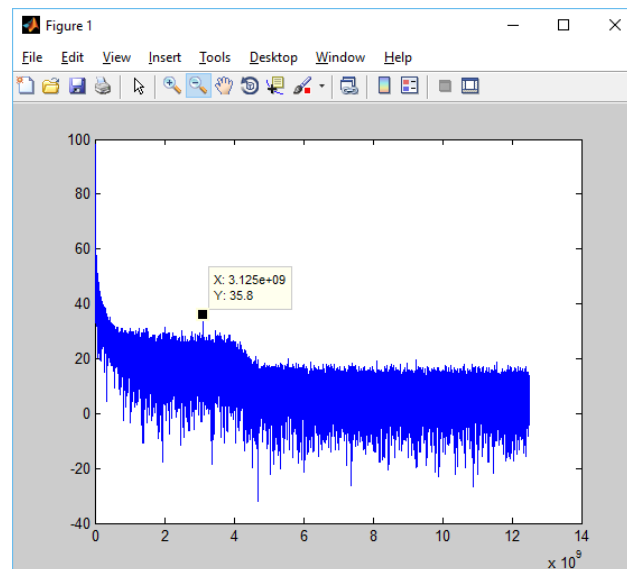 Figure 1
File Edit View Insert Tools Desktop Window Help
100
80
60
40
20
0
-20
-40
X: 3.125e+09
Y: 35.8
0 2 4 6 8 10 12 14
x 10^9